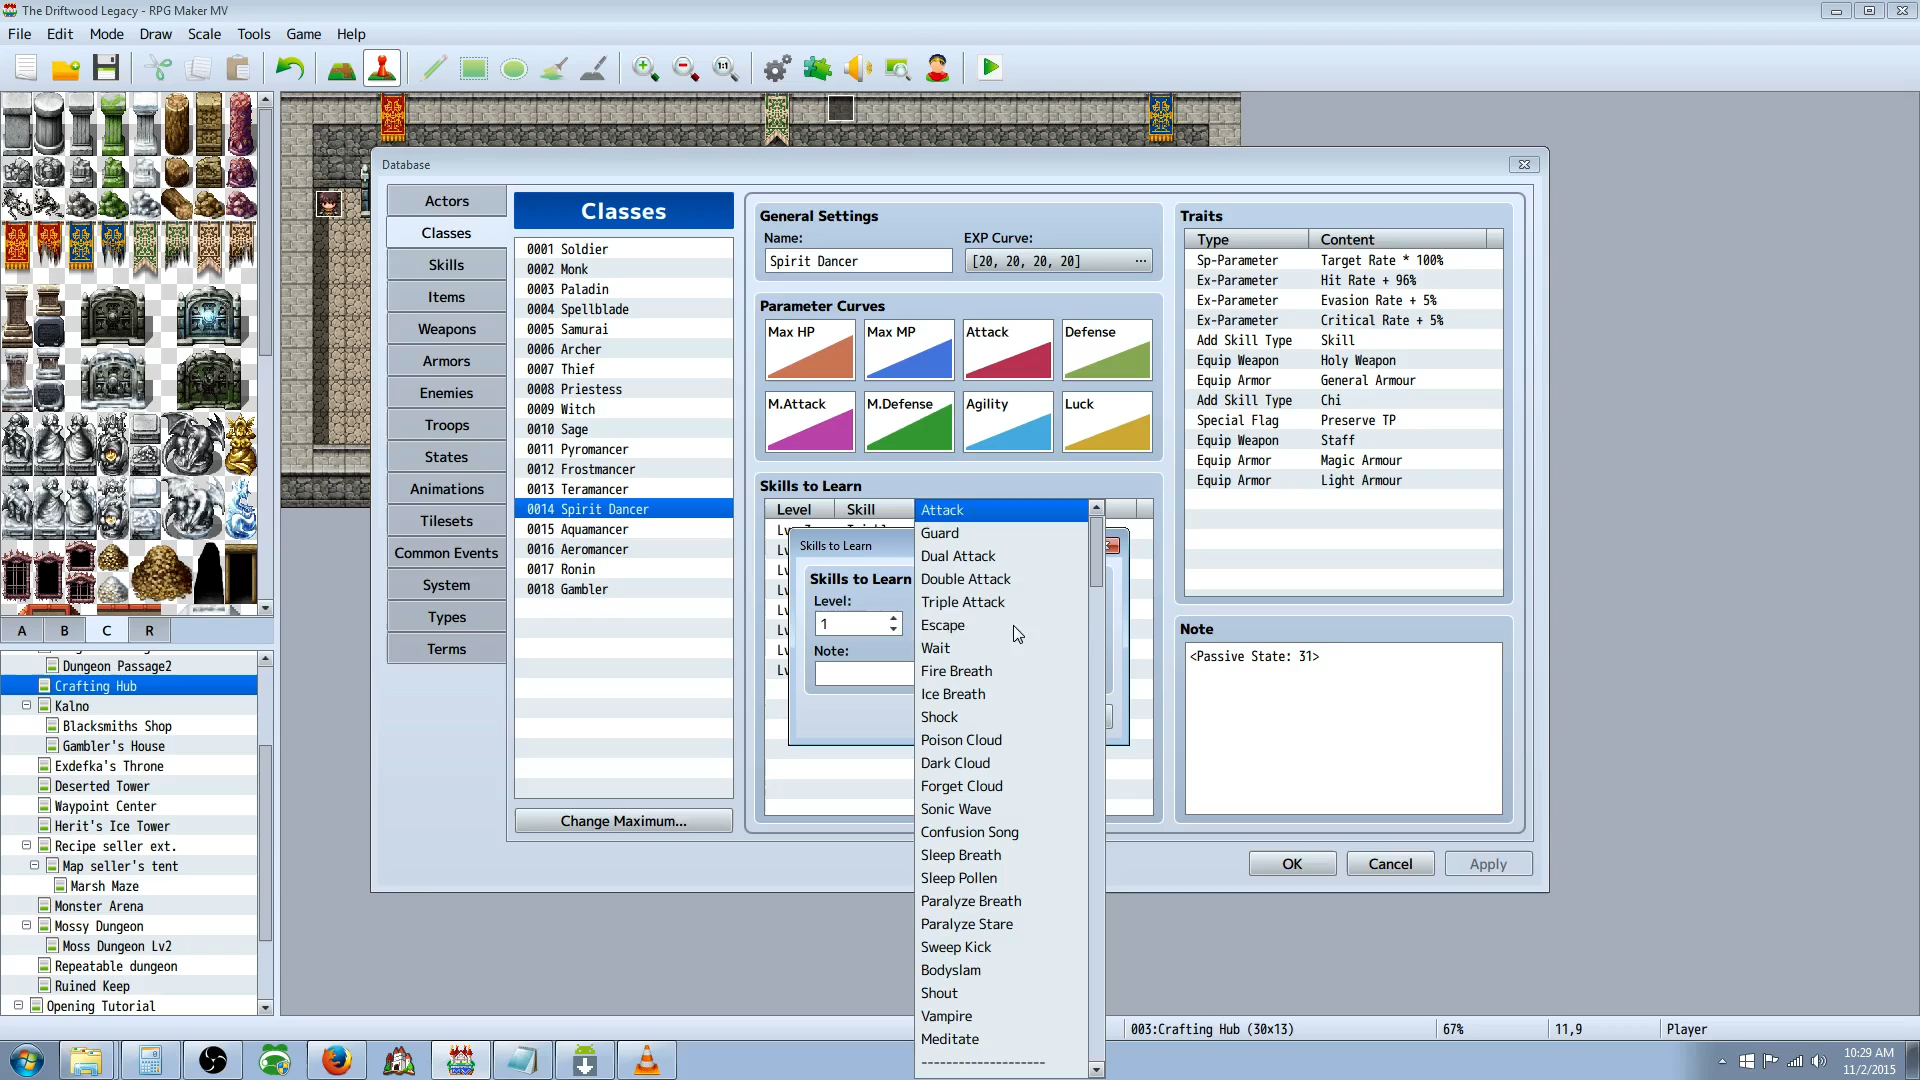 The Driftwood Legacy - RPG Maker MV
File Edit Mode Draw Scale Tools Game Help
1:1
A B C R
Dungeon Passage2
Crafting Hub
Kalno
Blacksmiths Shop
Gambler's House
Exdefka's Throne
Deserted Tower
Waypoint Center
Herit's Ice Tower
Recipe seller ext.
Map seller's tent
Marsh Maze
Monster Arena
Mossy Dungeon
Moss Dungeon Lv2
Repeatable dungeon
Ruined Keep
Opening Tutorial
Database
Actors
Classes
Skills
Items
Weapons
Armors
Enemies
Troops
States
Animations
Tilesets
Common Events
System
Types
Terms
Classes
0001 Soldier
0002 Monk
0003 Paladin
0004 Spellblade
0005 Samurai
0006 Archer
0007 Thief
0008 Priestess
0009 Witch
0010 Sage
0011 Pyromancer
0012 Frostmancer
0013 Teramancer
0014 Spirit Dancer
0015 Aquamancer
0016 Aeromancer
0017 Ronin
0018 Gambler
Change Maximum...
General Settings
Name: EXP Curve:
Spirit Dancer [20, 20, 20, 20] ...
Parameter Curves
Max HP Max MP Attack Defense
M.Attack M.Defense Agility Luck
Skills to Learn
Level Skill
Skills to Learn
Skills to Learn
Level:
1
Note:
Attack
Guard
Dual Attack
Double Attack
Triple Attack
Escape
Wait
Fire Breath
Ice Breath
Shock
Poison Cloud
Dark Cloud
Forget Cloud
Sonic Wave
Confusion Song
Sleep Breath
Sleep Pollen
Paralyze Breath
Paralyze Stare
Sweep Kick
Bodyslam
Shout
Vampire
Meditate
--------------------
Traits
Type Content
Sp-Parameter Target Rate * 100%
Ex-Parameter Hit Rate + 96%
Ex-Parameter Evasion Rate + 5%
Ex-Parameter Critical Rate + 5%
Add Skill Type Skill
Equip Weapon Holy Weapon
Equip Armor General Armour
Add Skill Type Chi
Special Flag Preserve TP
Equip Weapon Staff
Equip Armor Magic Armour
Equip Armor Light Armour
Note
<Passive State: 31>
OK Cancel Apply
003:Crafting Hub (30x13) 67% 11,9 Player
10:29 AM
11/2/2015